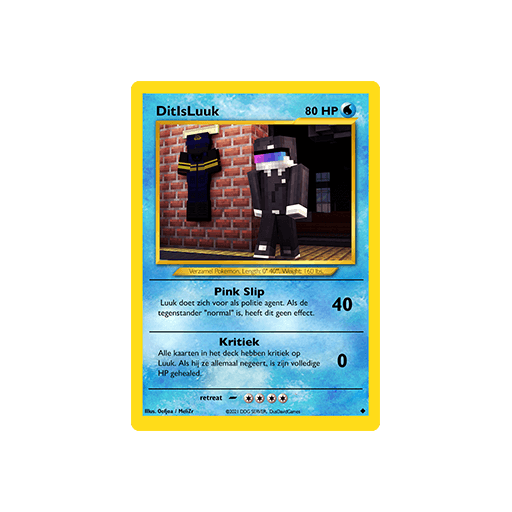 DitIsLuuk 80 HP
Verzamel Pokemon, Length: 0' 40", Weight: 160 lbs.
Pink Slip
Luuk doet zich voor als politie agent. Als de
tegenstander "normal" is, heeft dit geen effect.
40
Kritiek
Alle kaarten in het deck hebben kritiek op
Luuk. Als hij ze allemaal negeert, is zijn volledige
HP gehealed.
0
retreat
Illus.
©2021 DDG SERVER,